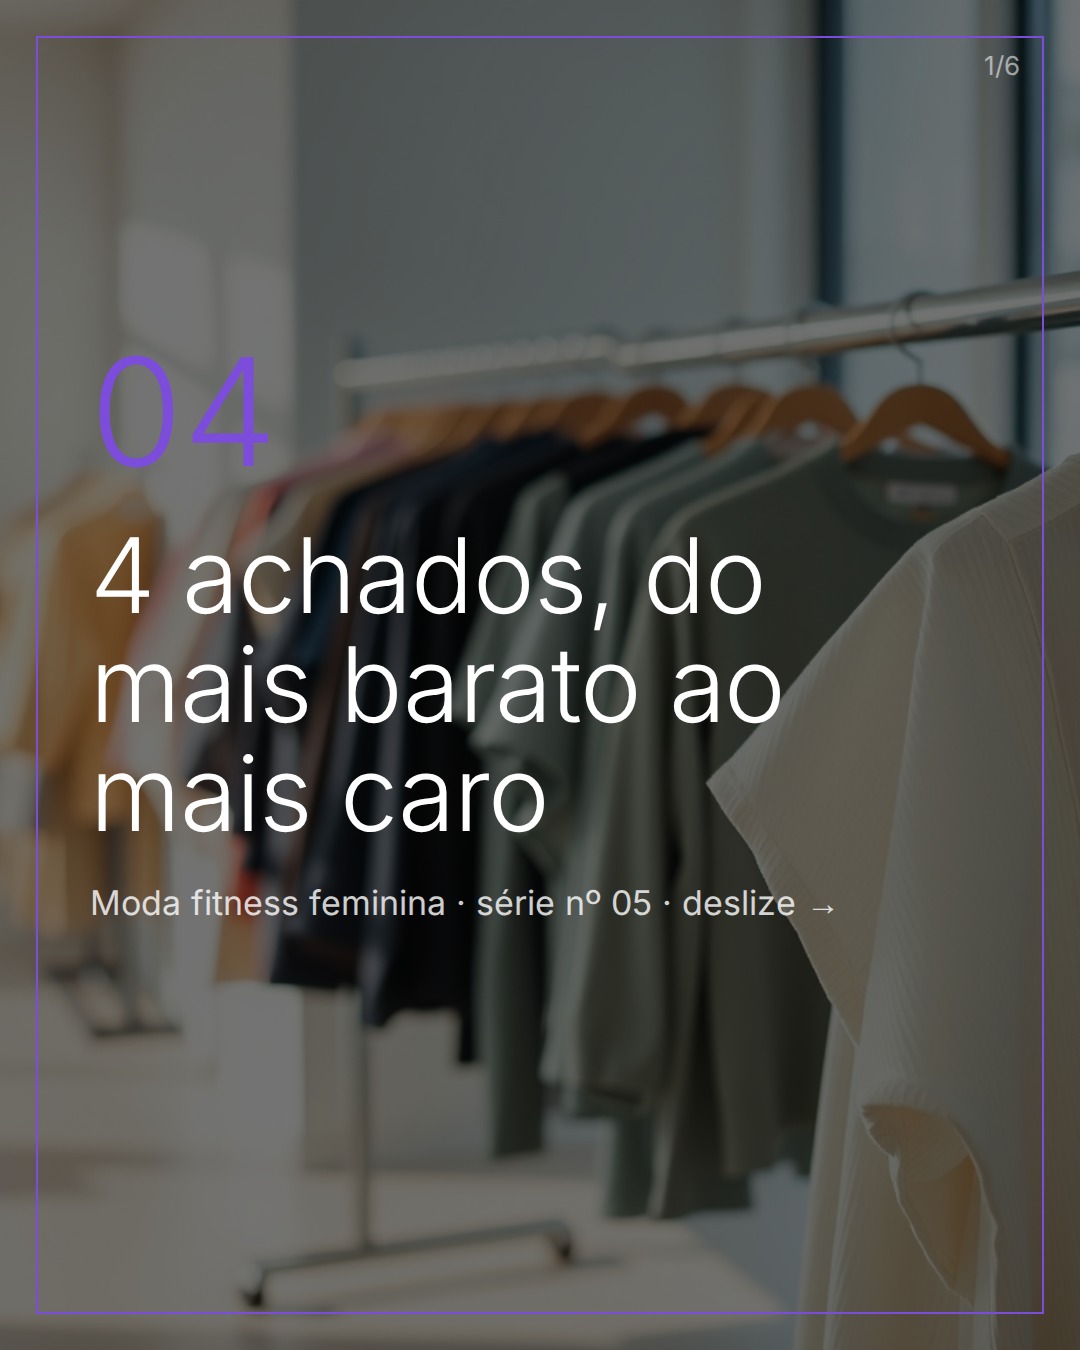 1/6
04
4 achados, do
mais barato ao
mais caro
Moda fitness feminina · série nº 05 · deslize →